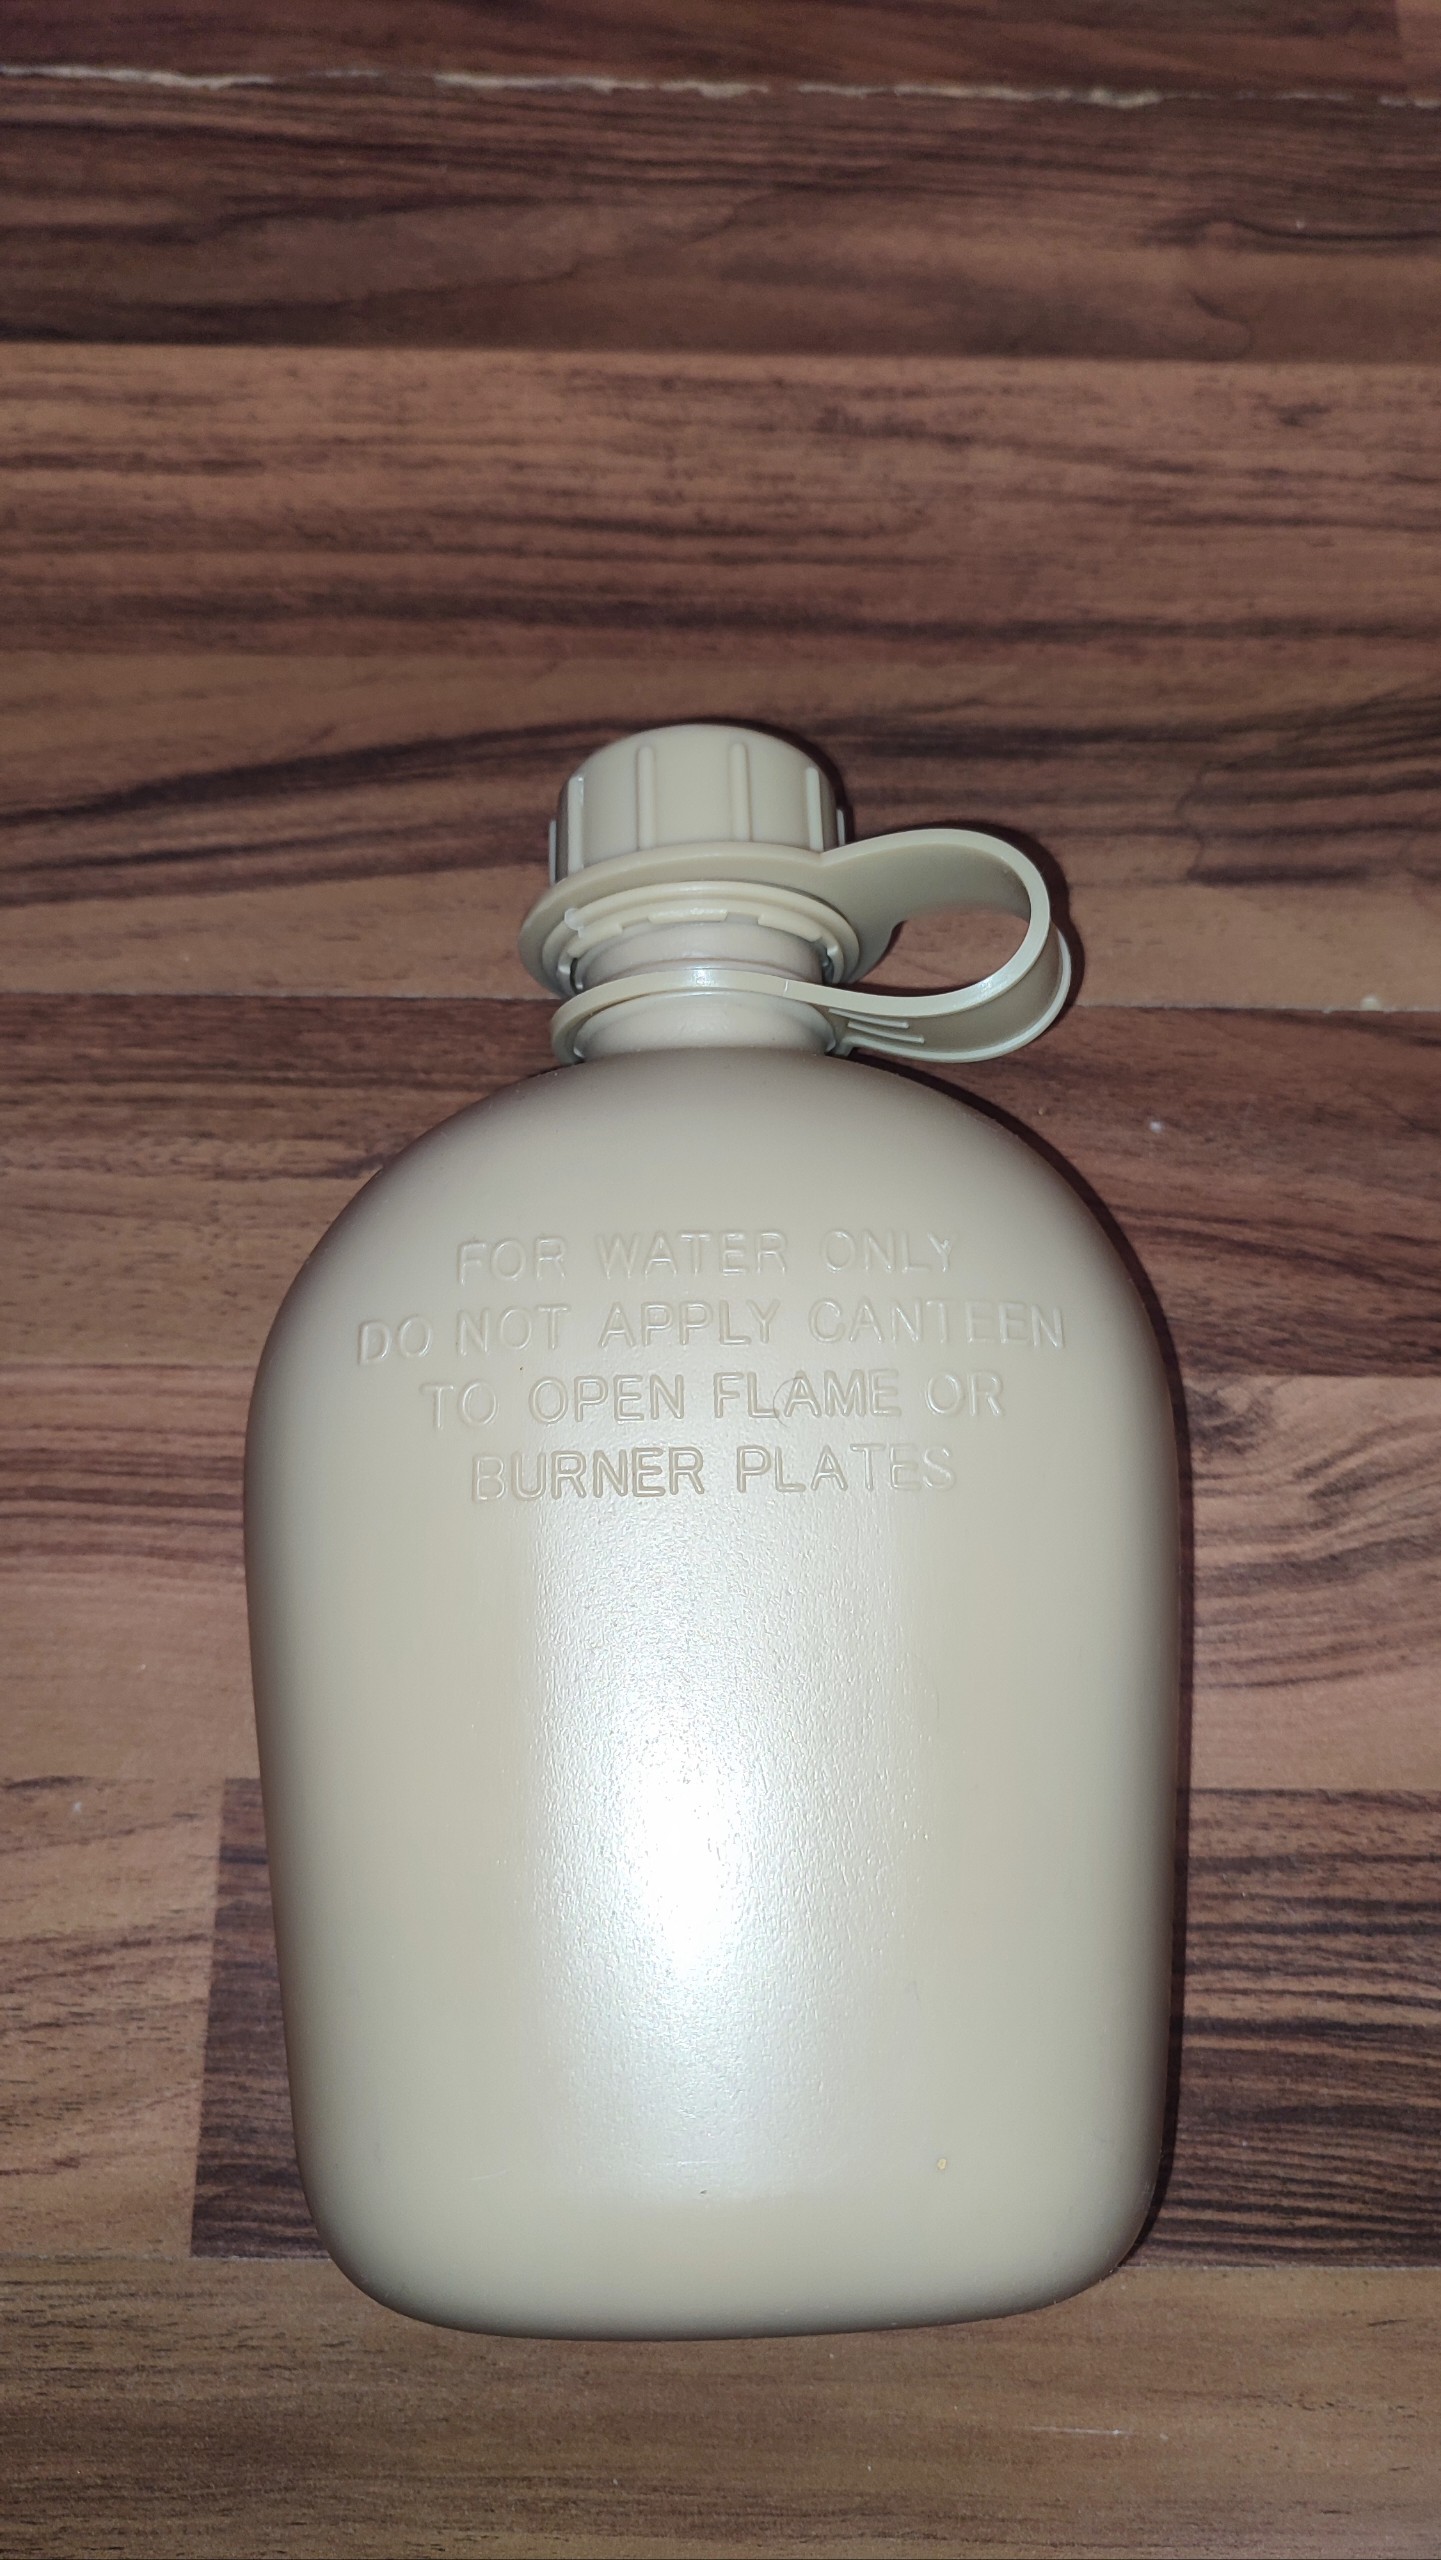 FOR WATER ONLY
DO NOT APPLY CANTEEN
TO OPEN FLAME OR
BURNER PLATES